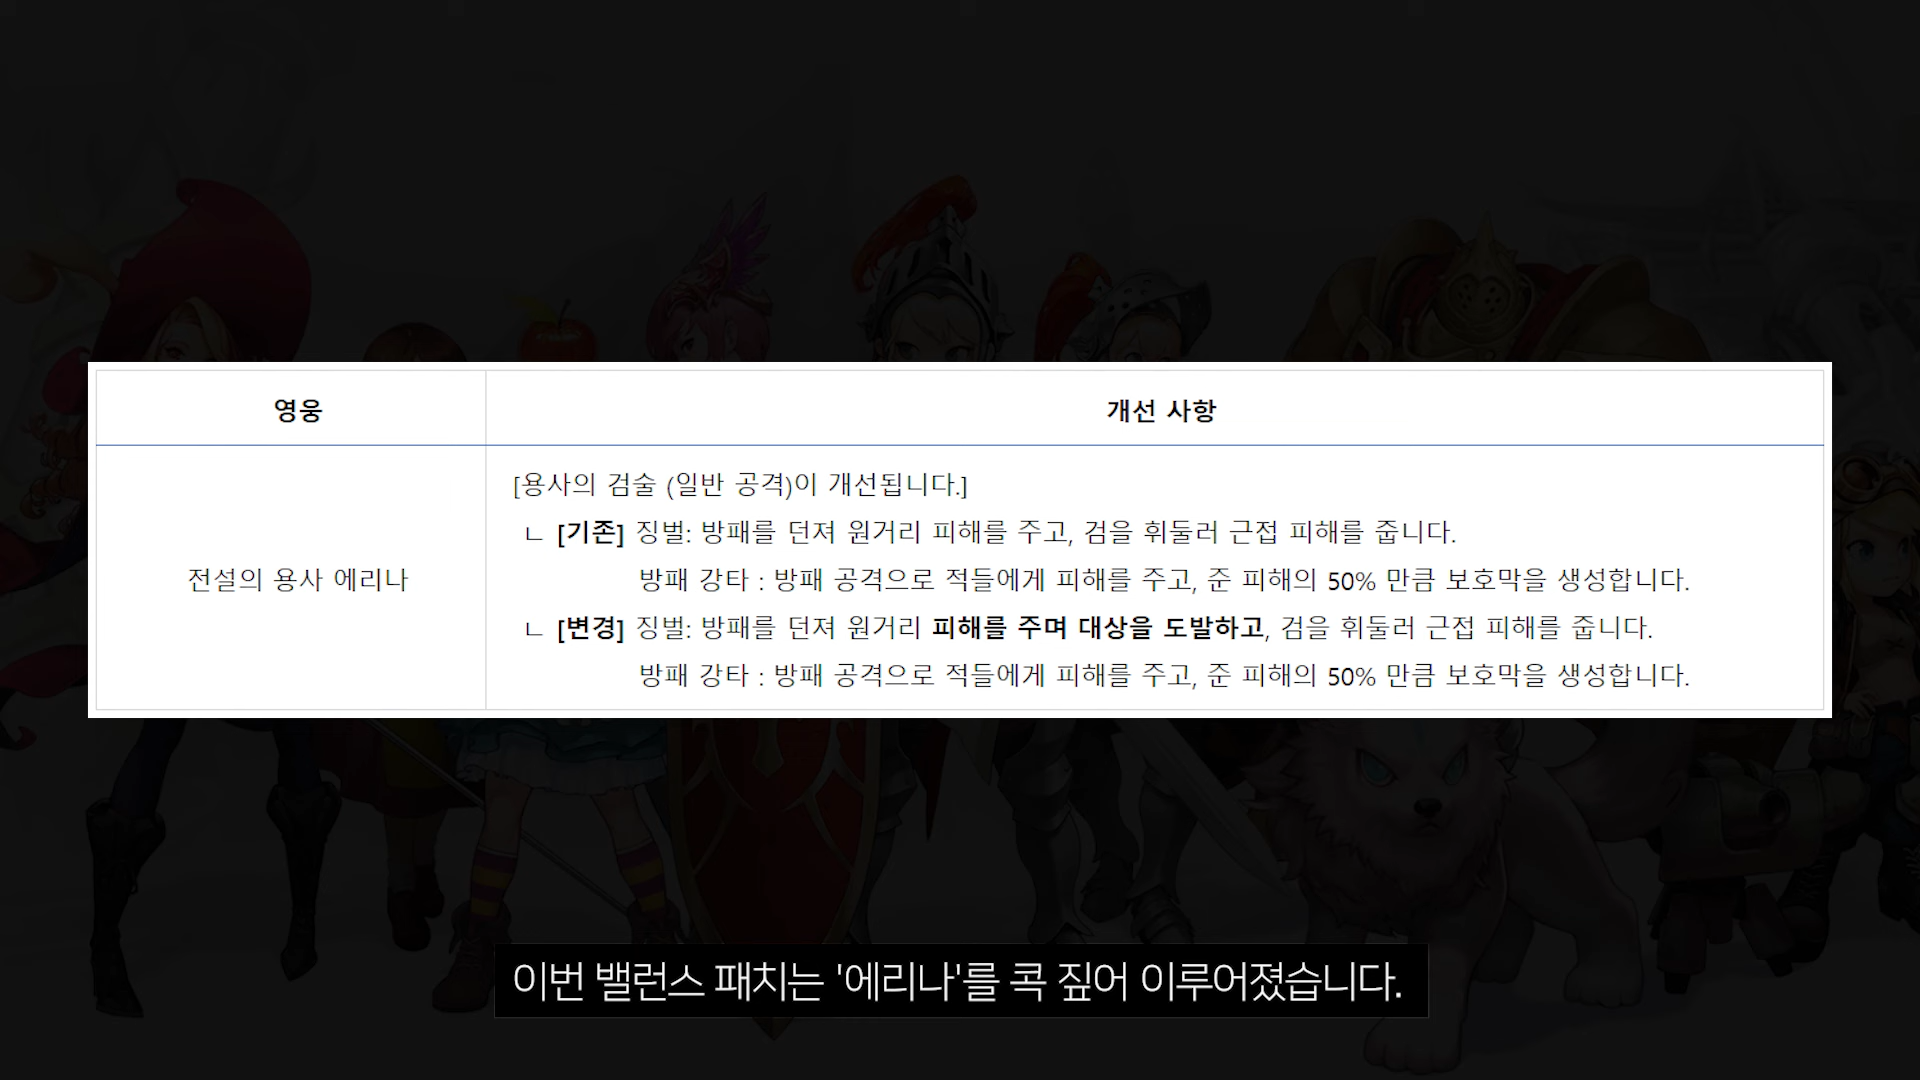 영웅
개선 사항
전설의 용사 에리나
[용사의 검술 (일반 공격)이 개선됩니다.]
ㄴ [기존] 징벌: 방패를 던져 원거리 피해를 주고, 검을 휘둘러 근접 피해를 줍니다.
방패 강타 : 방패 공격으로 적들에게 피해를 주고, 준 피해의 50% 만큼 보호막을 생성합니다.
ㄴ [변경] 징벌: 방패를 던져 원거리 피해를 주며 대상을 도발하고, 검을 휘둘러 근접 피해를 줍니다.
방패 강타 : 방패 공격으로 적들에게 피해를 주고, 준 피해의 50% 만큼 보호막을 생성합니다.
이번 밸런스 패치는 '에리나'를 콕 짚어 이루어졌습니다.